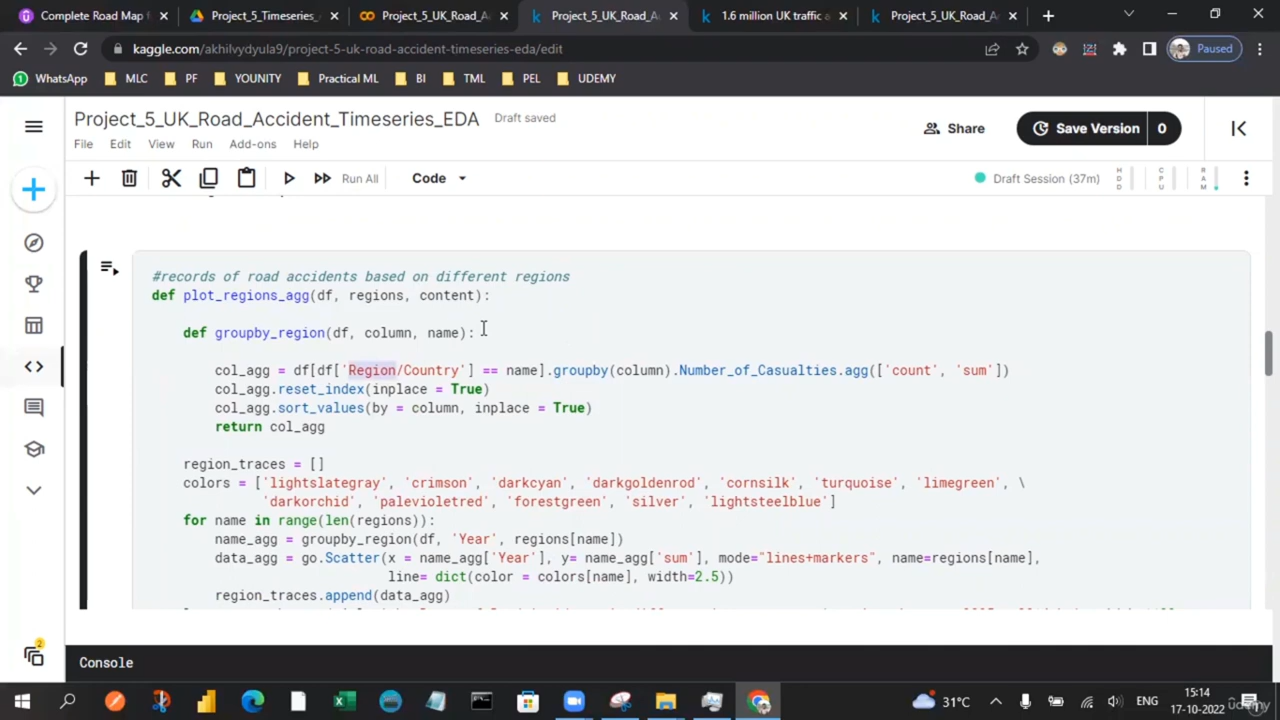 Complete Road Map f
Project_5_Timeseries_
Project_5_UK_Road_A
Project_5_UK_Road_A
1.6 million UK traffic a
Project_5_UK_Road_A
kaggle.com/akhilvydyula9/project-5-uk-road-accident-timeseries-eda/edit
Paused
WhatsApp
MLC
PF
YOUNITY
Practical ML
BI
TML
PEL
UDEMY
Project_5_UK_Road_Accident_Timeseries_EDA
Draft saved
Share
Save Version
0
File
Edit
View
Run
Add-ons
Help
Run All
Code
Draft Session (37m)
HDD
CPU
RAM
#records of road accidents based on different regions
def plot_regions_agg(df, regions, content):
def groupby_region(df, column, name):
col_agg = df[df['Region/Country'] == name].groupby(column).Number_of_Casualties.agg(['count', 'sum'])
col_agg.reset_index(inplace = True)
col_agg.sort_values(by = column, inplace = True)
return col_agg
region_traces = []
colors = ['lightslategray', 'crimson', 'darkcyan', 'darkgoldenrod', 'cornsilk', 'turquoise', 'limegreen', \
'darkorchid', 'palevioletred', 'forestgreen', 'silver', 'lightsteelblue']
for name in range(len(regions)):
name_agg = groupby_region(df, 'Year', regions[name])
data_agg = go.Scatter(x = name_agg['Year'], y= name_agg['sum'], mode="lines+markers", name=regions[name],
line= dict(color = colors[name], width=2.5))
region_traces.append(data_agg)
2
Console
31°C
ENG
15:14
17-10-2022
udemy